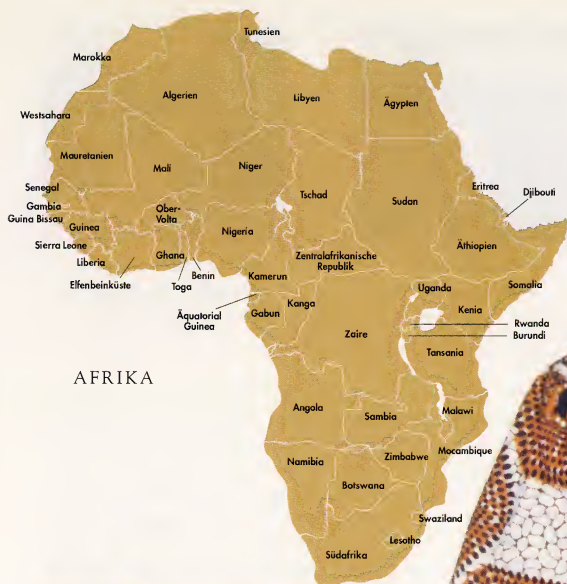 Tunesien
Marokka
Algerien
Libyen
Ägypten
Westsahara
Mauretanien
Mali
Niger
Tschad
Sudan
Eritrea
Djibouti
Senegal
Gambia
Guina Bissau
Guinea
Ober-
Volta
Nigeria
Äthiopien
Sierra Leone
Liberia
Ghana
Benin
Zentralafrikanische
Republik
Elfenbeinküste
Toga
Kamerun
Uganda
Somalia
Äquatorial
Guinea
Gabun
Kanga
Kenia
Zaire
Rwanda
Burundi
Tansania
AFRIKA
Angola
Sambia
Malawi
Mocambique
Namibia
Zimbabwe
Botswana
Swaziland
Lesotho
Südafrika